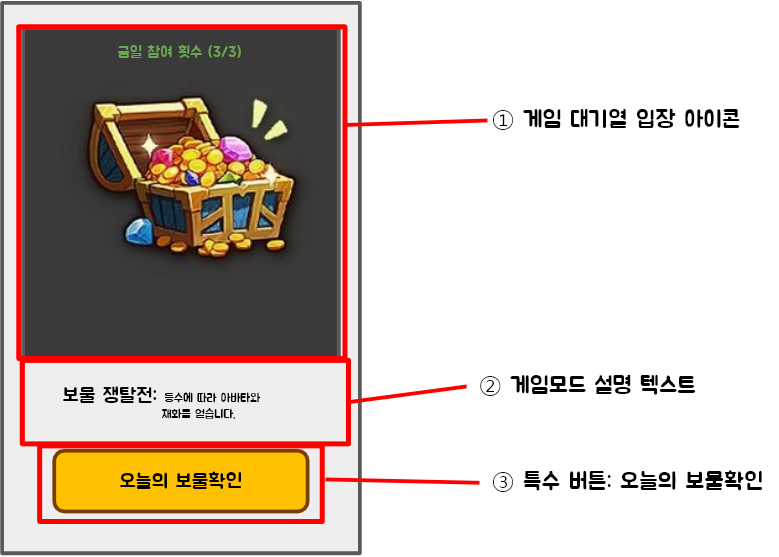 금일 참여 횟수 (3/3)
① 게임 대기열 입장 아이콘
보물 쟁탈전: 등수에 따라 아바타와
재화를 얻습니다.
② 게임모드 설명 텍스트
오늘의 보물확인
③ 특수 버튼: 오늘의 보물확인